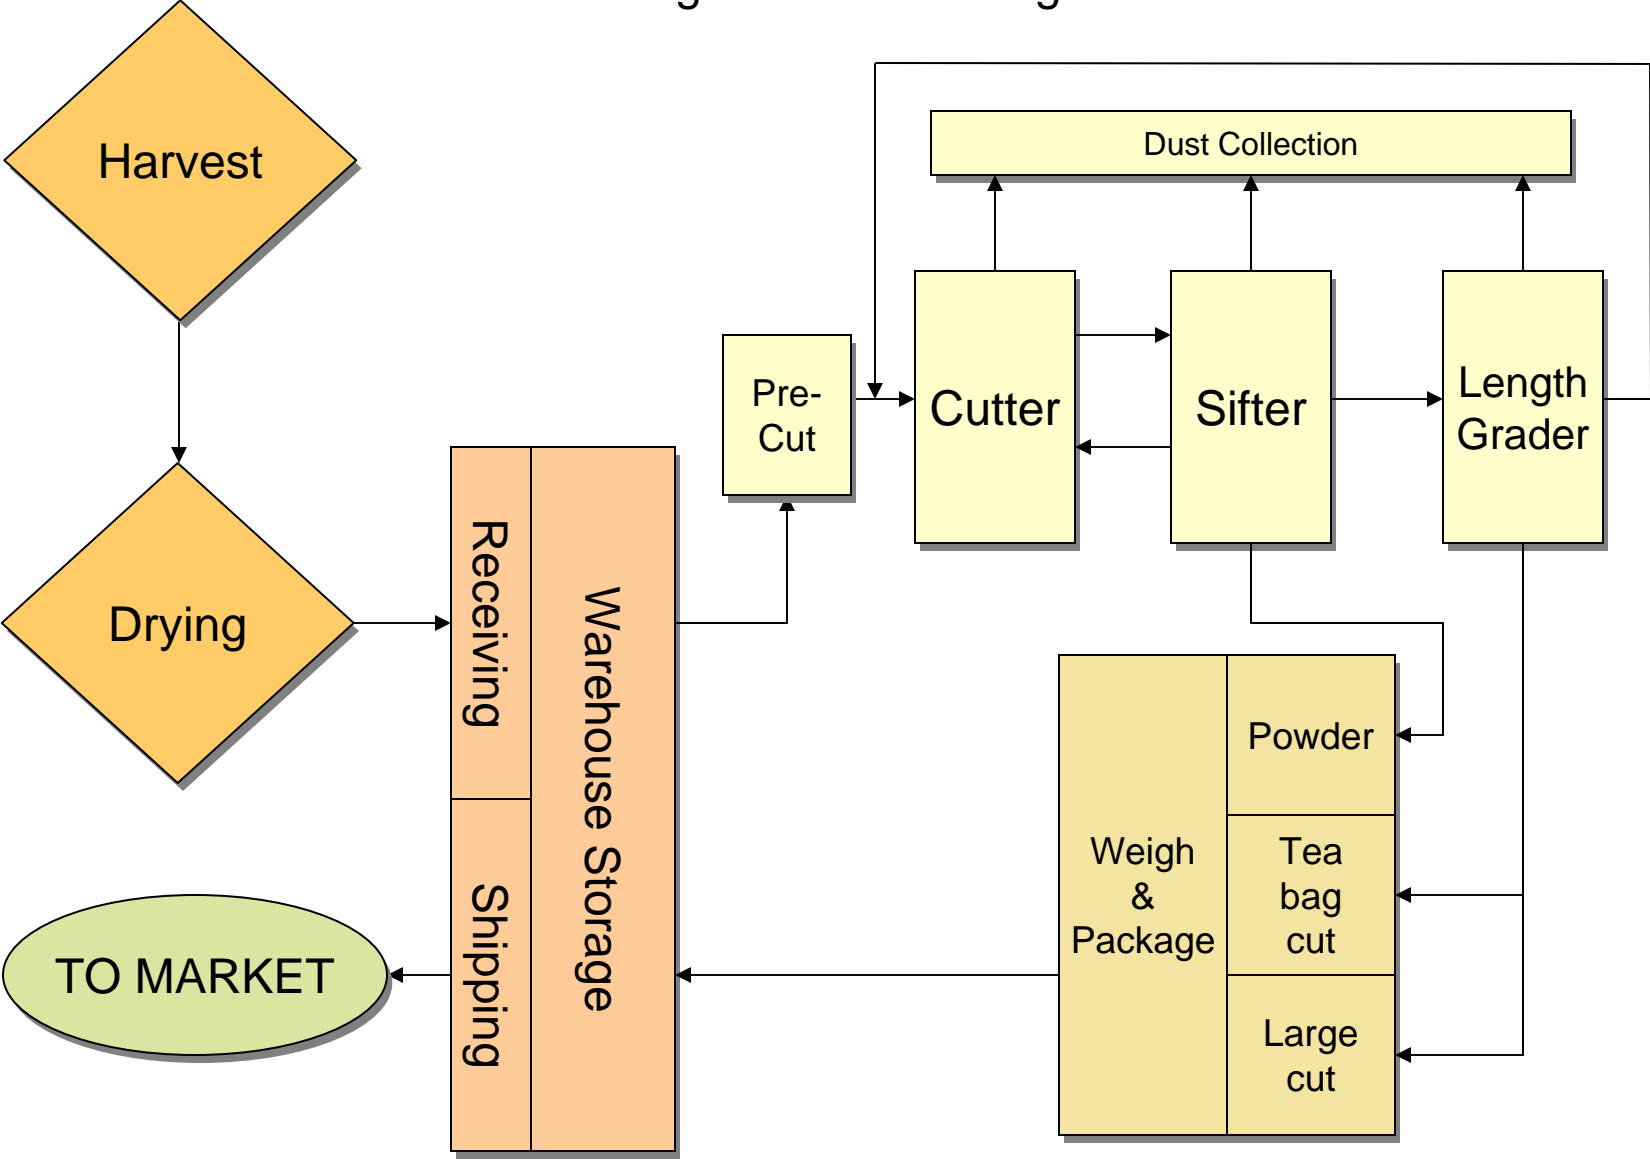 Harvest
Dust Collection
Pre-
Cut
Cutter
Sifter
Length
Grader
Drying
Receiving
Warehouse Storage
Shipping
Powder
Weigh
&
Package
Tea
bag
cut
Large
cut
TO MARKET